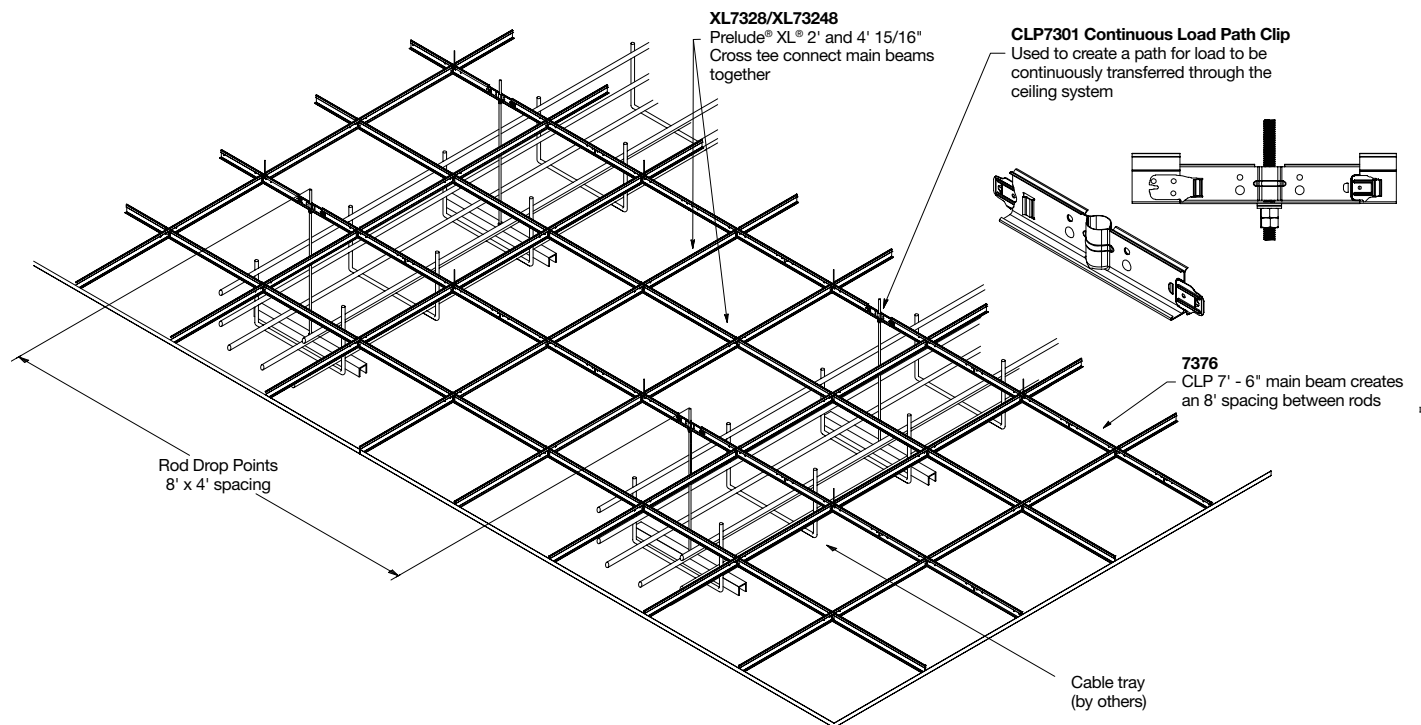 XL7328/XL73248
Prelude® XL® 2' and 4' 15/16"
Cross tee connect main beams
together
CLP7301 Continuous Load Path Clip
Used to create a path for load to be
continuously transferred through the
ceiling system
7376
CLP 7' - 6" main beam creates
an 8' spacing between rods
Rod Drop Points
8' x 4' spacing
Cable tray
(by others)